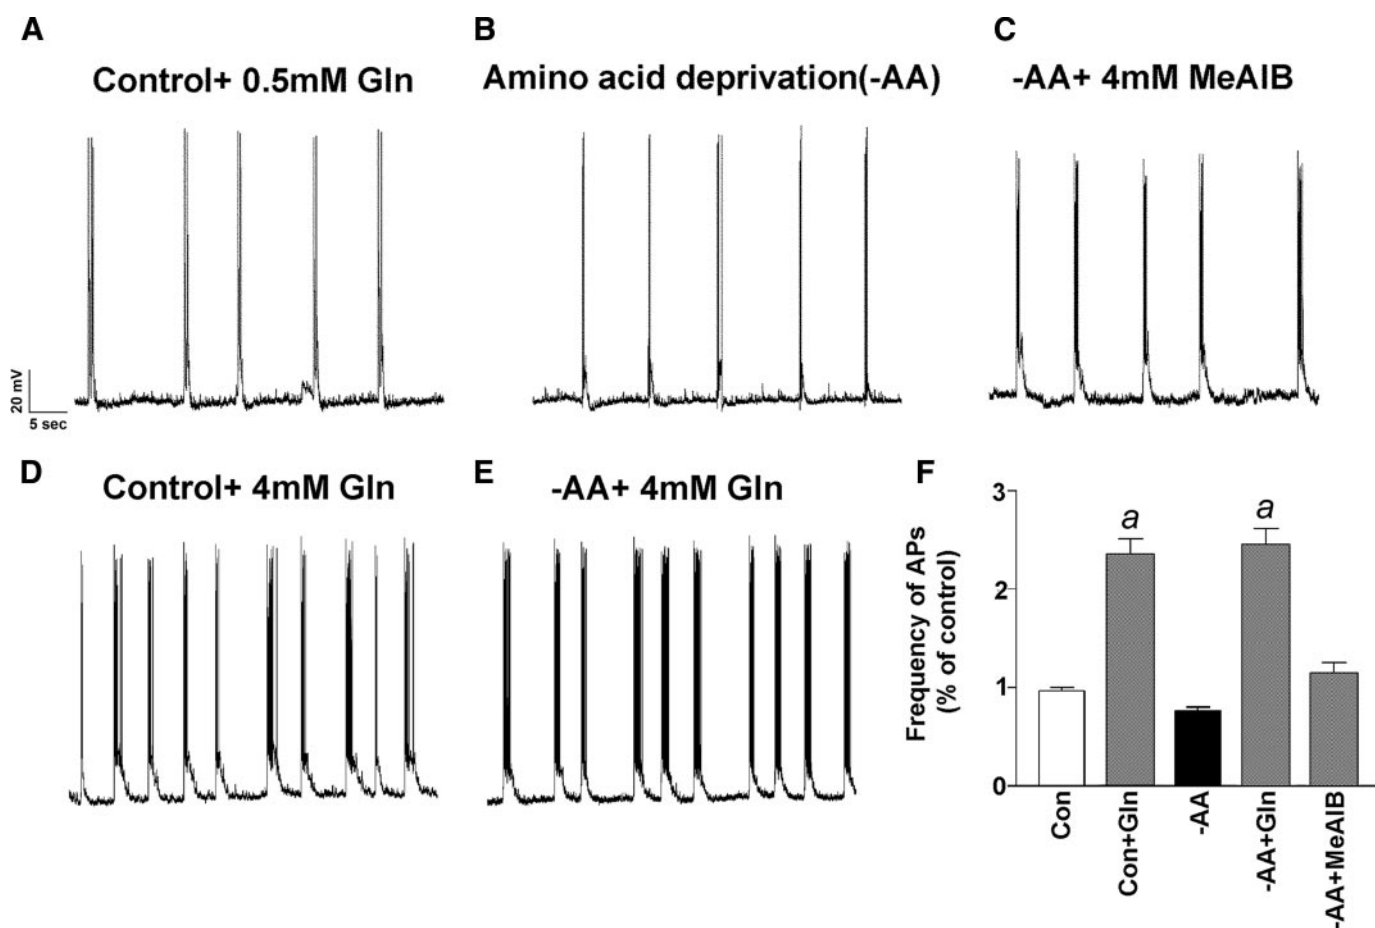 A
Control+ 0.5mM Gln
B
Amino acid deprivation(-AA)
C
-AA+ 4mM MeAIB
20 mV
5 sec
D
Control+ 4mM Gln
E
-AA+ 4mM Gln
F
Frequency of APs
(% of control)
3
2
1
0
a
a
Con
Con+Gln
-AA
-AA+Gln
-AA+MeAIB